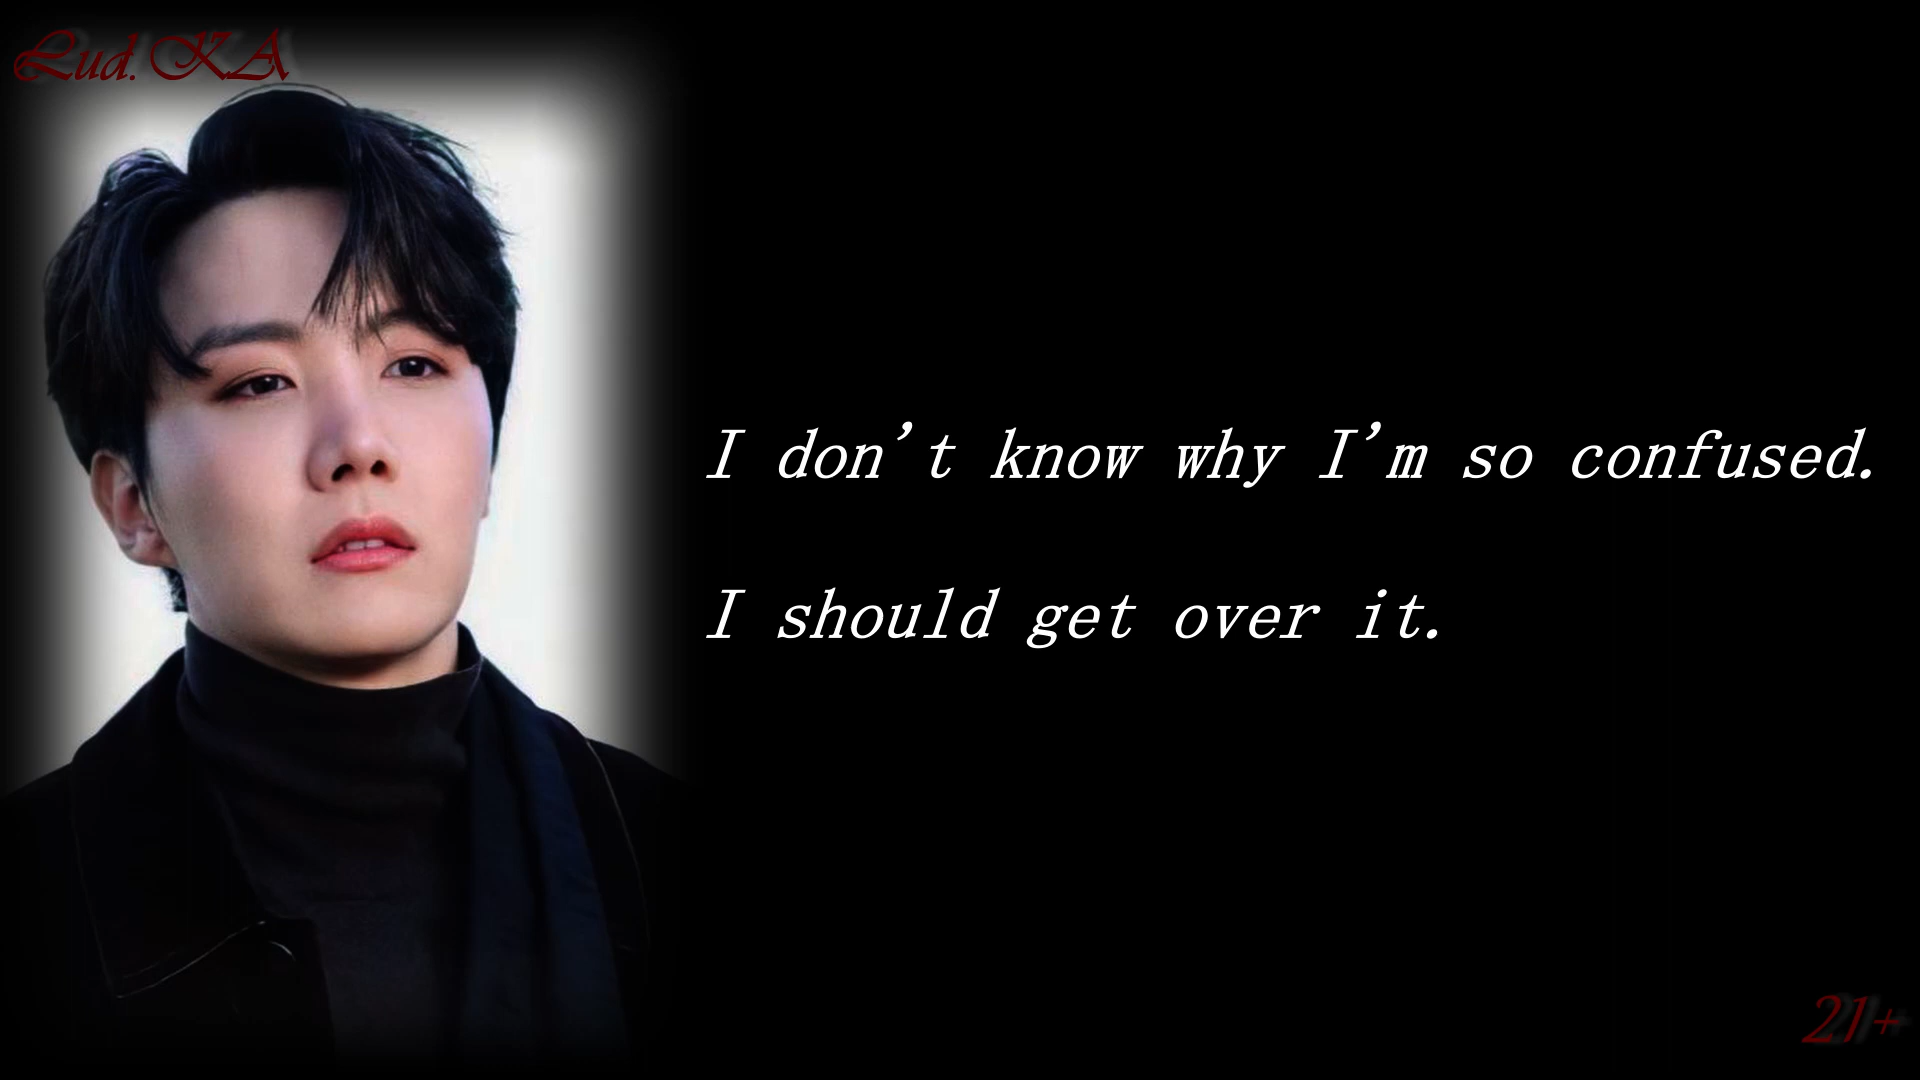 Lud.KA
I don't know why I'm so confused.
I should get over it.
21+